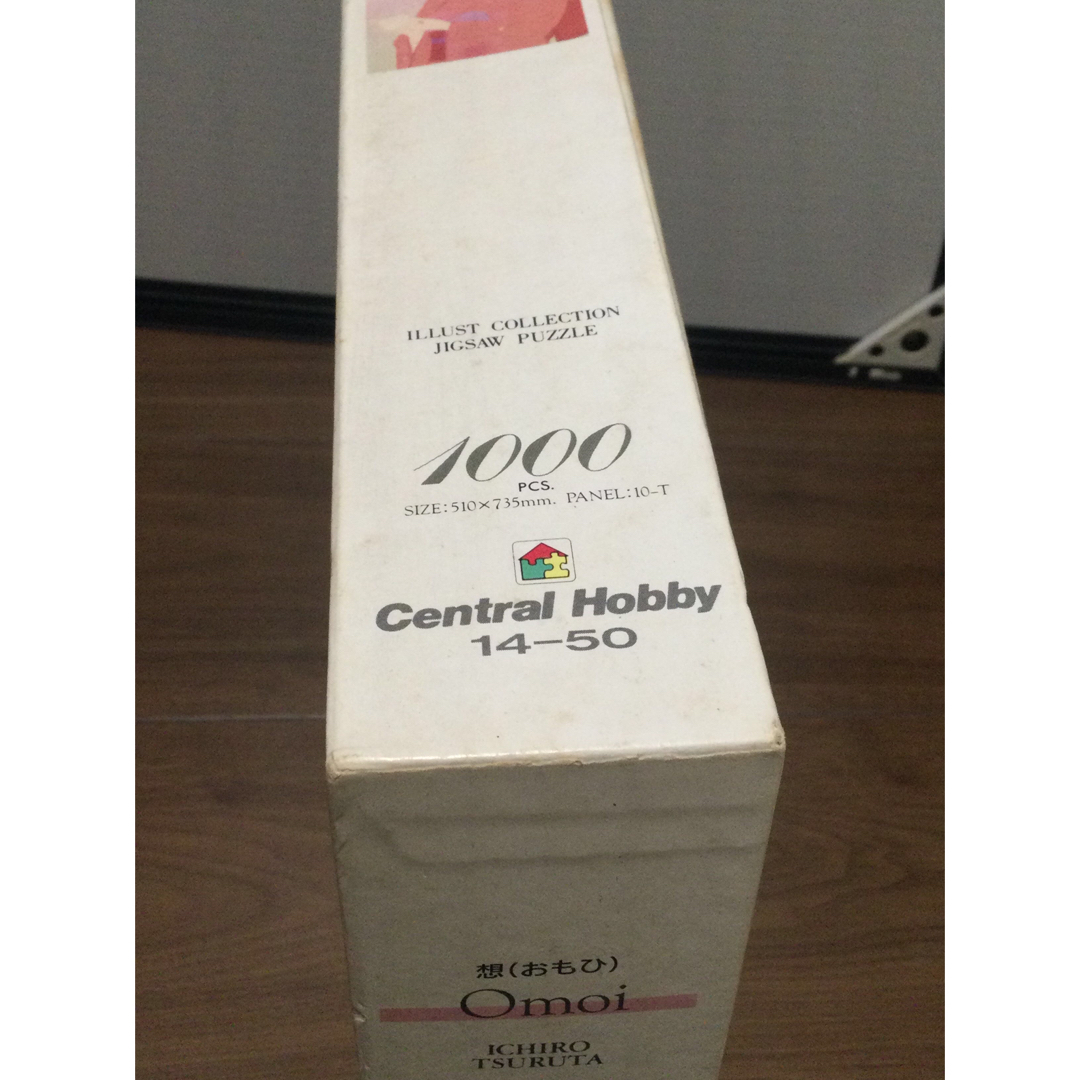 ILLUST COLLECTION
JIGSAW PUZZLE
1000
PCS.
SIZE:510×735mm. PANEL:10-T
Central Hobby
14-50
想(おもひ)
Omoi
ICHIRO
TSURUTA